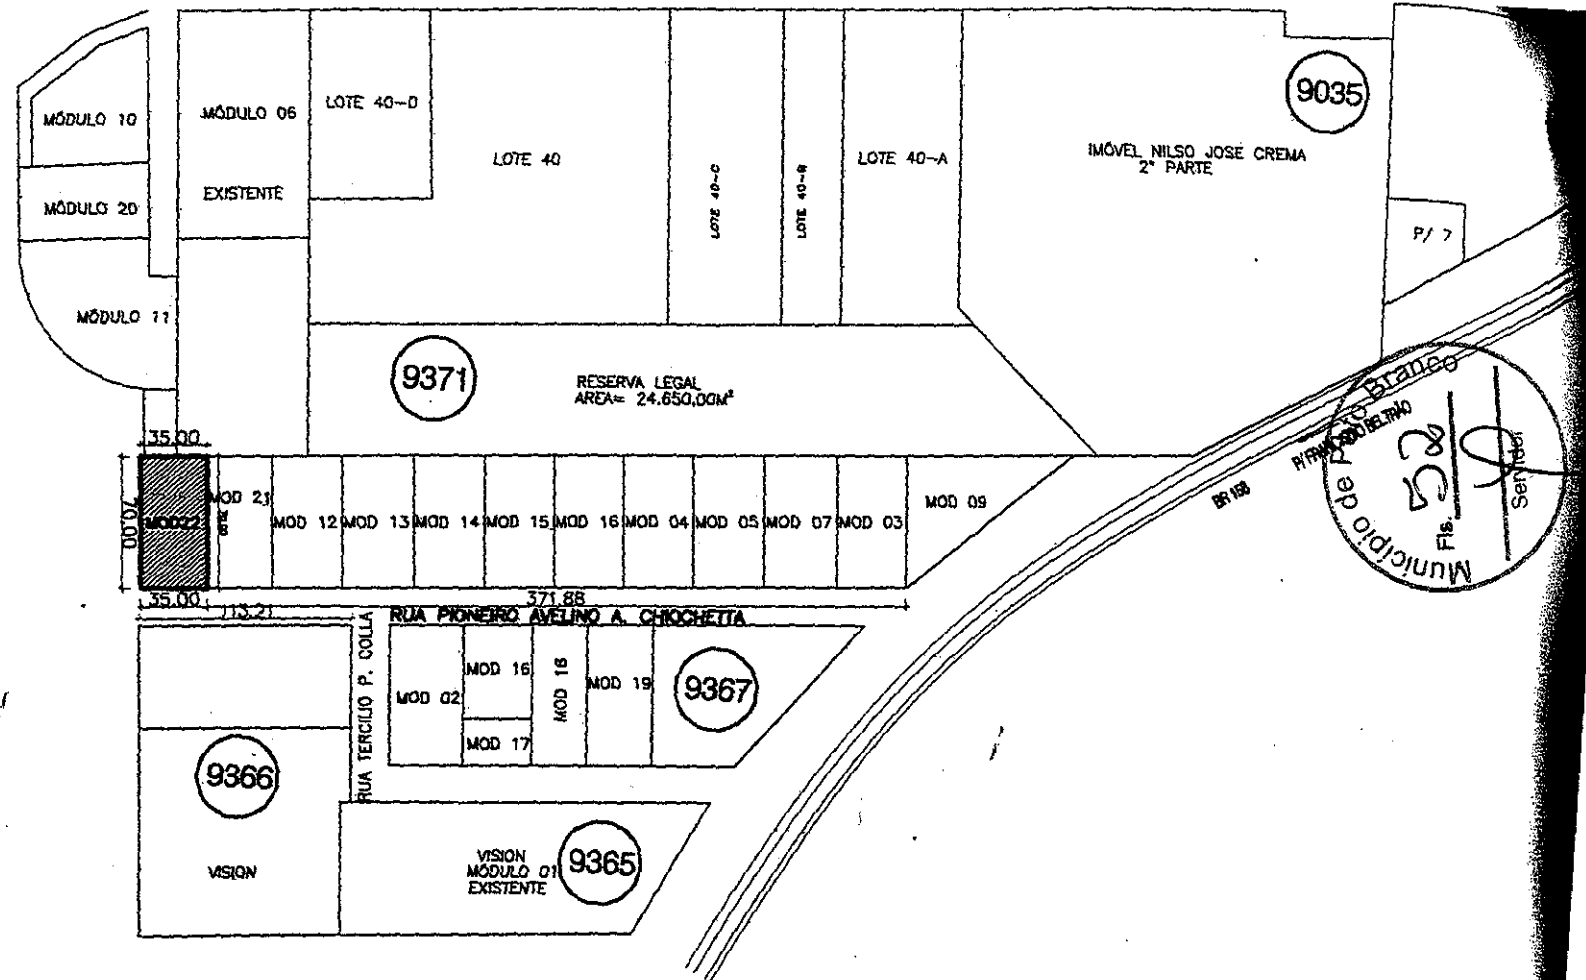 MÓDULO 10
MÓDULO 06
EXISTENTE
LOTE 40-D
LOTE 40
LOTE 40-C
LOTE 40-B
LOTE 40-A
9035
IMÓVEL NILSO JOSÉ CREMA
2ª PARTE
MÓDULO 20
P/ 7
MÓDULO 11
9371
RESERVA LEGAL
AREA= 24.650,00M²
Município de Pato Branco
Fls. 52
Servidor
P/ FRANCISCO BELTRÃO
BR 158
35.00
70.00
MOD22
MOD 21
MOD 12
MOD 13
MOD 14
MOD 15
MOD 16
MOD 04
MOD 05
MOD 07
MOD 03
MOD 09
35.00
113.21
371.88
RUA PIONEIRO AVELINO A. CHIOCHETTA
RUA TERCILIO P. COLLA
MOD 02
MOD 16
MOD 17
MOD 18
MOD 19
9367
9366
VISION
VISION
MÓDULO 01
EXISTENTE
9365